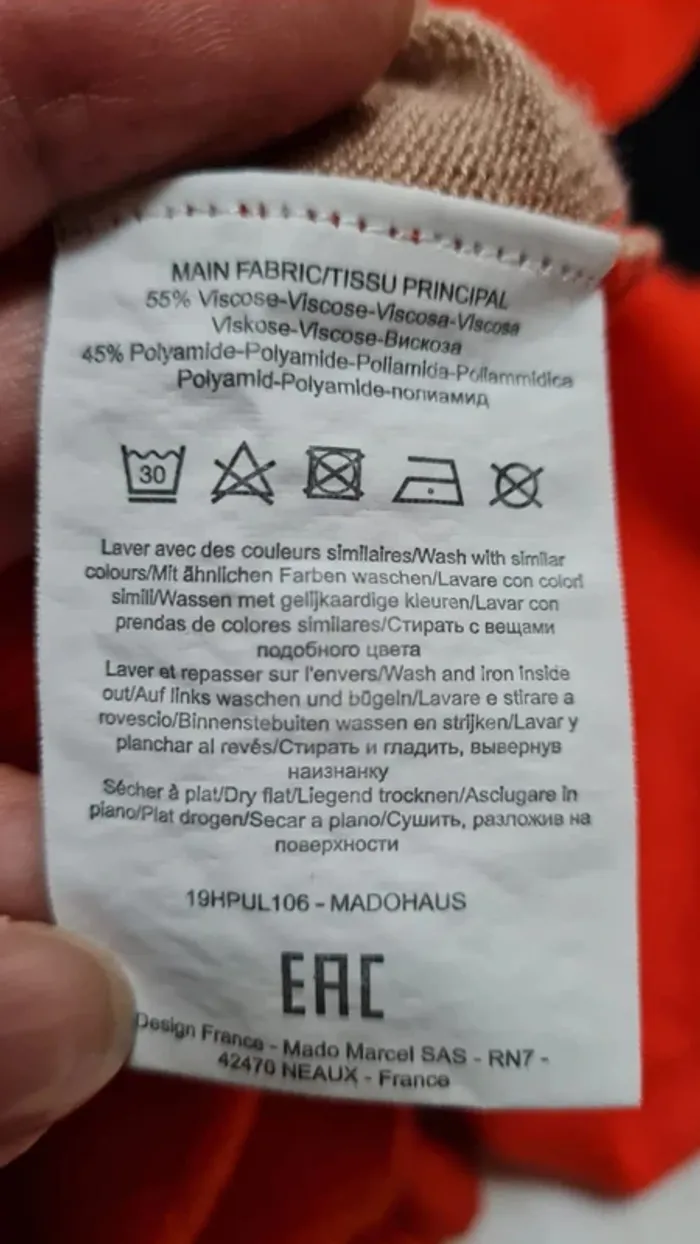 MAIN FABRIC/TISSU PRINCIPAL
55% Viscose-Viscose-Viscosa-Viscosa
Viskose-Viscose-Вискоза
45% Polyamide-Polyamide-Poliamida-Poliammidica
Polyamid-Polyamide-полиамид
30
Laver avec des couleurs similaires/Wash with similar
colours/Mit ähnlichen Farben waschen/Lavare con colori
simili/Wassen met gelijkaardige kleuren/Lavar con
prendas de colores similares/Стирать с вещами
подобного цвета
Laver et repasser sur l'envers/Wash and iron inside
out/Auf links waschen und bügeln/Lavare e stirare a
rovescio/Binnenstebuiten wassen en strijken/Lavar y
planchar al revés/Стирать и гладить, вывернув
наизнанку
Sécher à plat/Dry flat/Liegend trocknen/Asciugare in
piano/Plat drogen/Secar a plano/Сушить, разложив на
поверхности
19HPUL106 - MADOHAUS
EAC
Design France - Mado Marcel SAS - RN7 -
42470 NEAUX - France